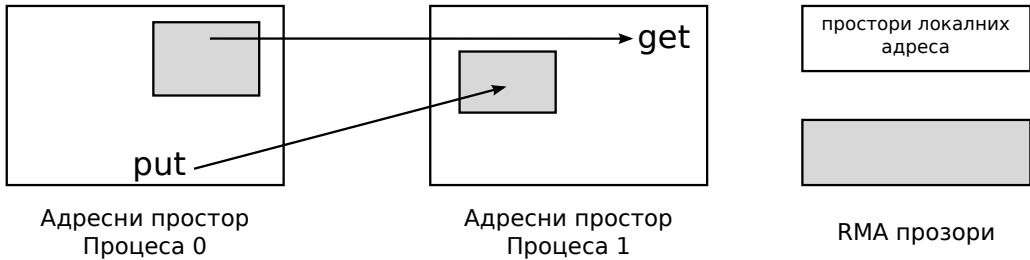 get
put
Адресни простор
Процеса 0
Адресни простор
Процеса 1
простори локалних
адреса
RMA прозори